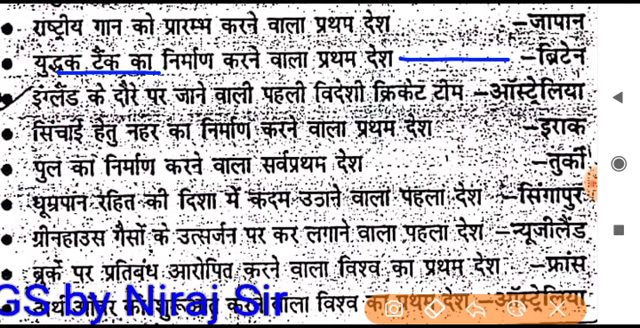 राष्ट्रीय गान को प्रारम्भ करने वाला प्रथम देश –जापान
युद्धक टैंक का निर्माण करने वाला प्रथम देश –ब्रिटेन
इंग्लैंड के दौरे पर जाने वाली पहली विदेशी क्रिकेट टीम –ऑस्ट्रेलिया
सिंचाई हेतु नहर का निर्माण करने वाला प्रथम देश –इराक
पुल का निर्माण करने वाला सर्वप्रथम देश –तुर्की
धूम्रपान रहित की दिशा में कदम उठाने वाला पहला देश –सिंगापुर
ग्रीनहाउस गैसों के उत्सर्जन पर कर लगाने वाला पहला देश –न्यूजीलैंड
बुर्के पर प्रतिबंध आरोपित करने वाला विश्व का प्रथम देश –फ्रांस
वाला विश्व का प्रथम देश –ऑस्ट्रेलिया
GS by Niraj Sir